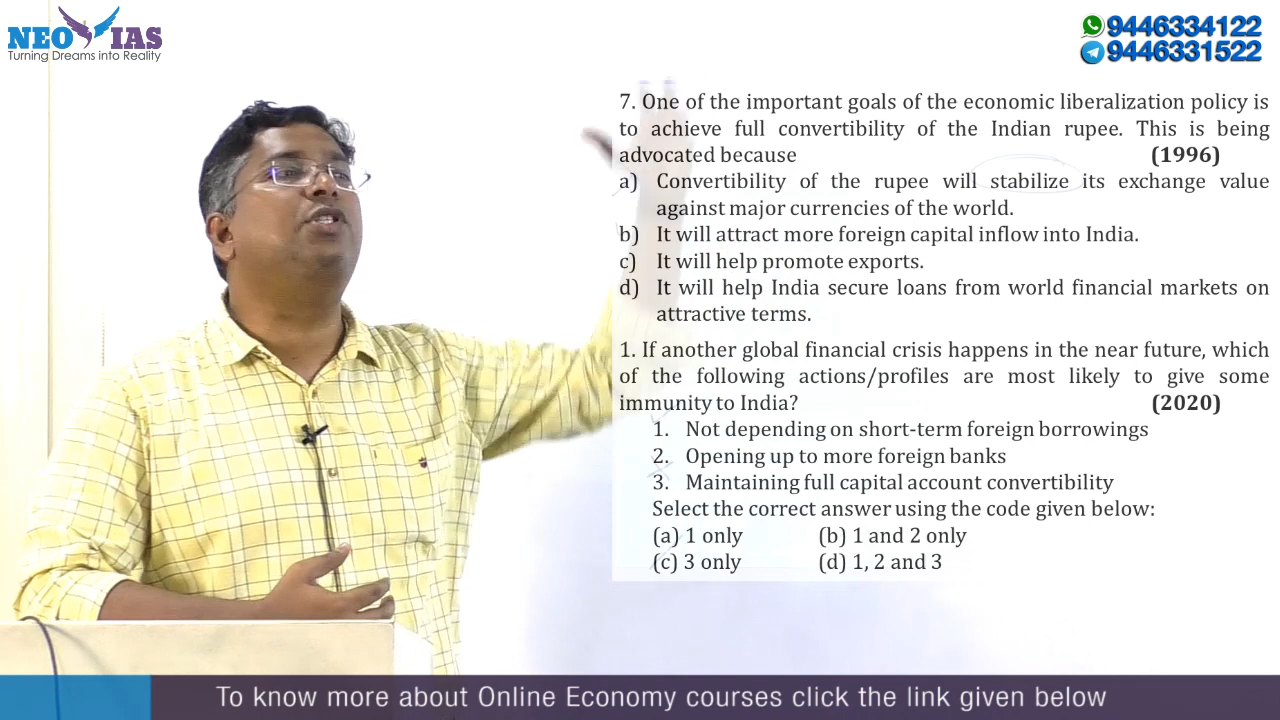 NEO IAS
Turning Dreams into Reality
9446334122
9446331522
7. One of the important goals of the economic liberalization policy is
to achieve full convertibility of the Indian rupee. This is being
advocated because (1996)
a) Convertibility of the rupee will stabilize its exchange value
against major currencies of the world.
b) It will attract more foreign capital inflow into India.
c) It will help promote exports.
d) It will help India secure loans from world financial markets on
attractive terms.
1. If another global financial crisis happens in the near future, which
of the following actions/profiles are most likely to give some
immunity to India? (2020)
1. Not depending on short-term foreign borrowings
2. Opening up to more foreign banks
3. Maintaining full capital account convertibility
Select the correct answer using the code given below:
(a) 1 only (b) 1 and 2 only
(c) 3 only (d) 1, 2 and 3
To know more about Online Economy courses click the link given below